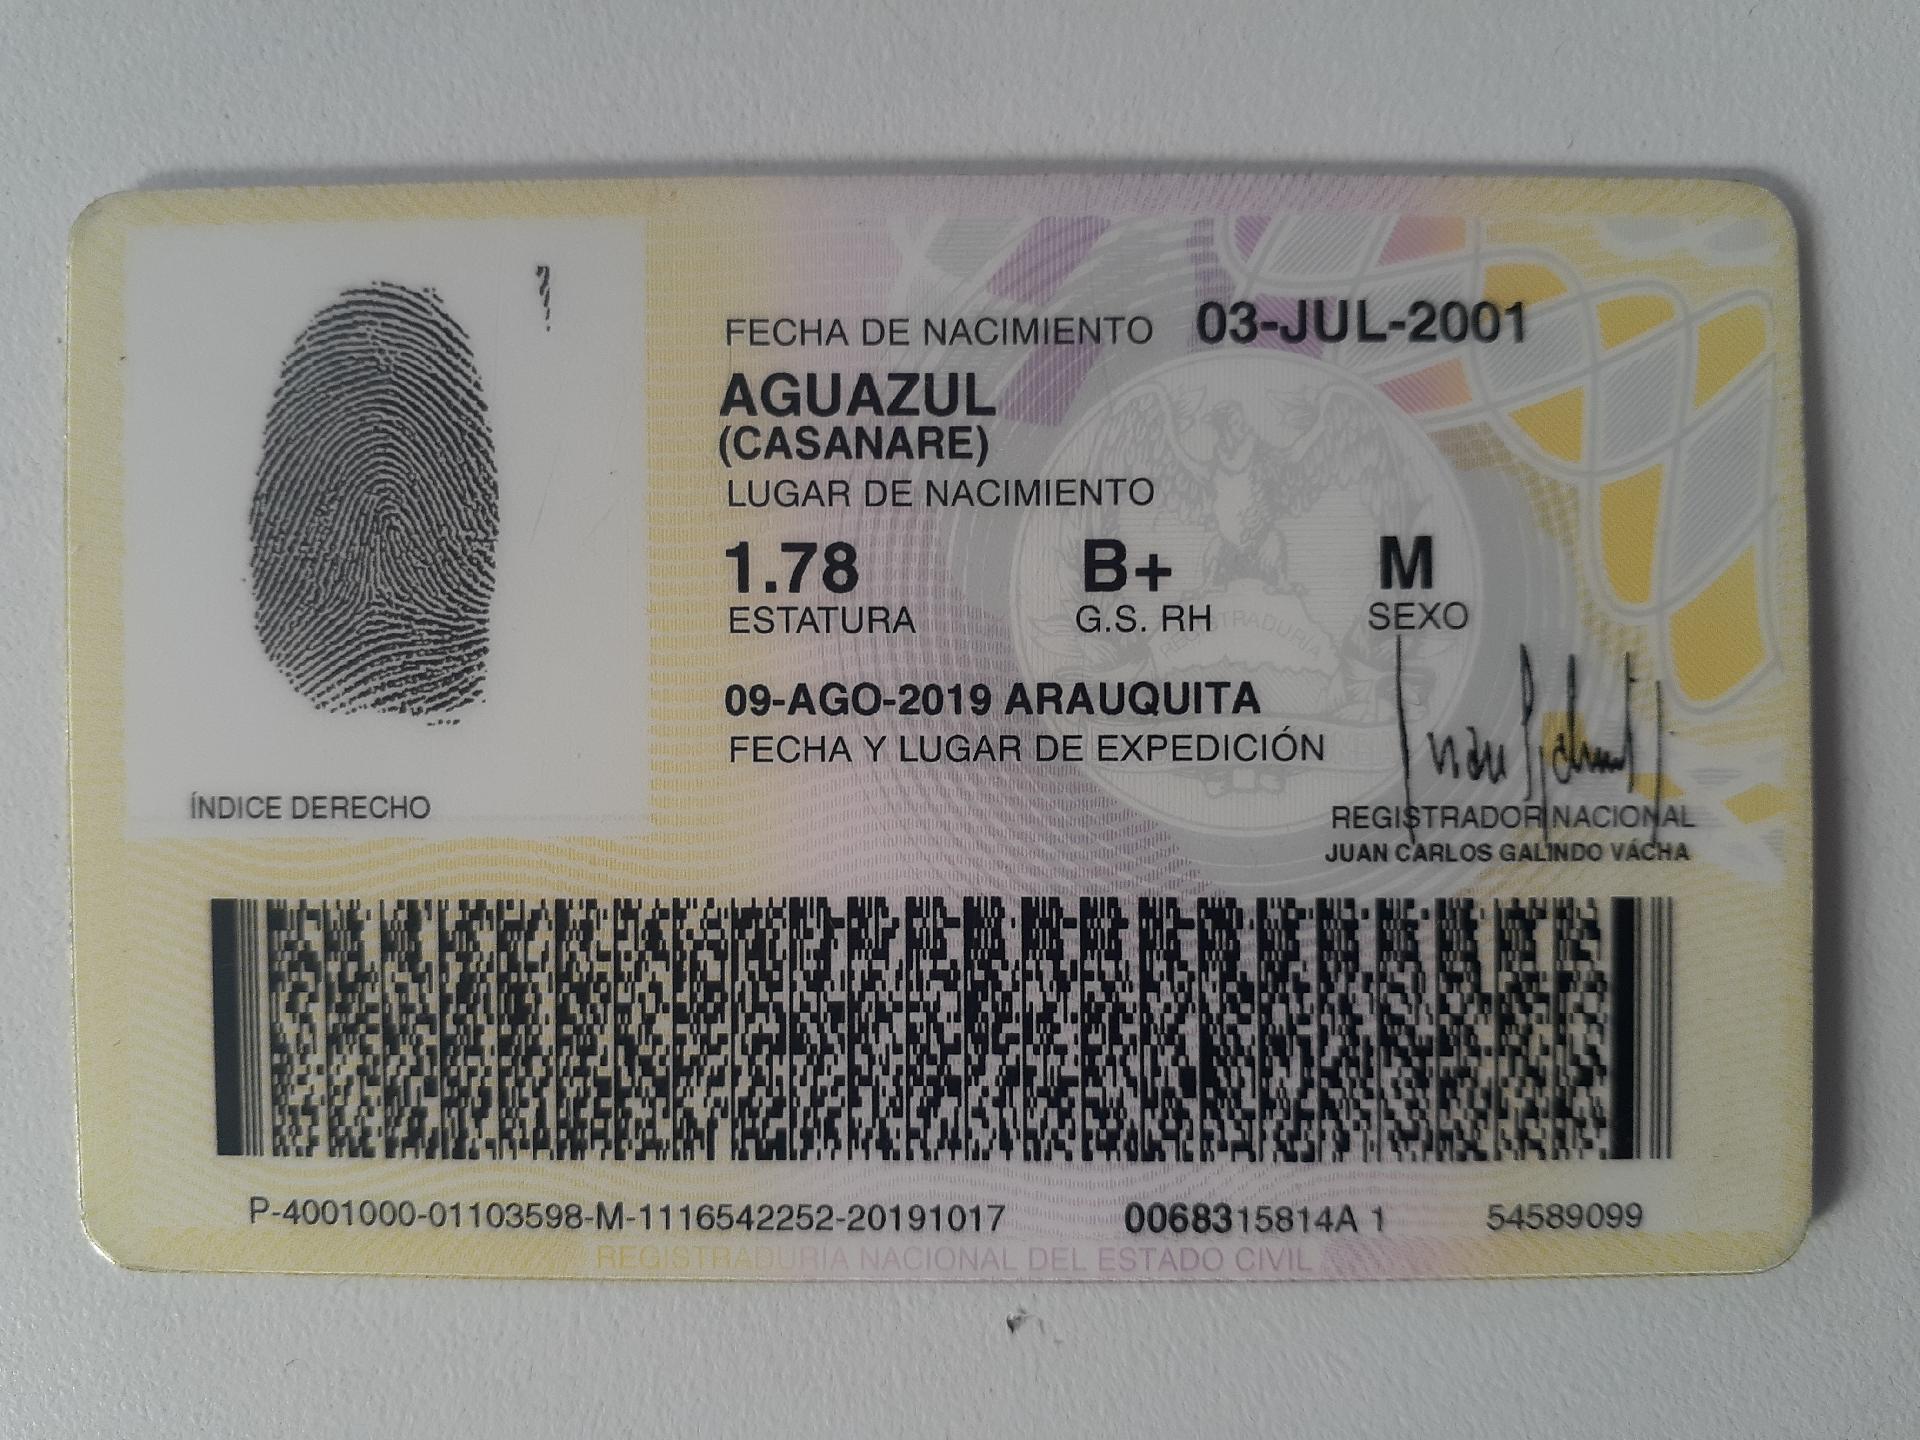 FECHA DE NACIMIENTO 03-JUL-2001
AGUAZUL
(CASANARE)
LUGAR DE NACIMIENTO
1.78 B+ M
ESTATURA G.S. RH SEXO
09-AGO-2019 ARAUQUITA
FECHA Y LUGAR DE EXPEDICIÓN
ÍNDICE DERECHO
REGISTRADOR NACIONAL
JUAN CARLOS GALINDO VÁCHA
P-4001000-01103598-M-1116542252-20191017 0068315814A 1 54589099
REGISTRADURÍA NACIONAL DEL ESTADO CIVIL